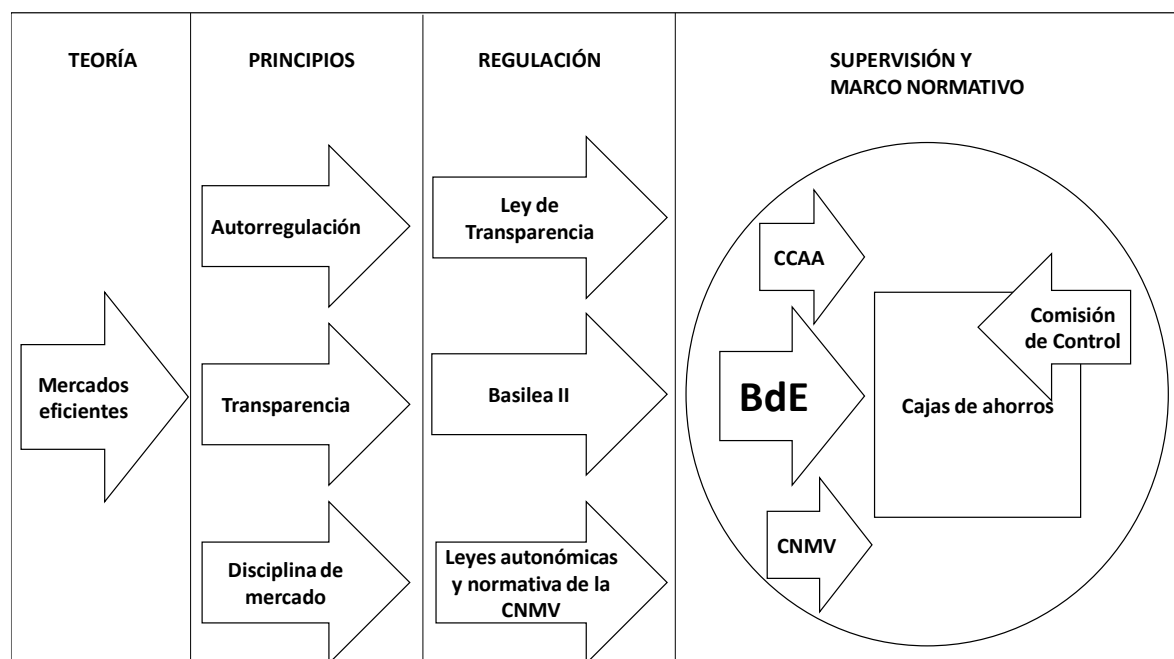 TEORÍA
PRINCIPIOS
REGULACIÓN
SUPERVISIÓN Y
MARCO NORMATIVO
Mercados
eficientes
Autorregulación
Transparencia
Disciplina de
mercado
Ley de
Transparencia
Basilea II
Leyes autonómicas
y normativa de la
CNMV
CCAA
BdE
CNMV
Comisión
de Control
Cajas de ahorros